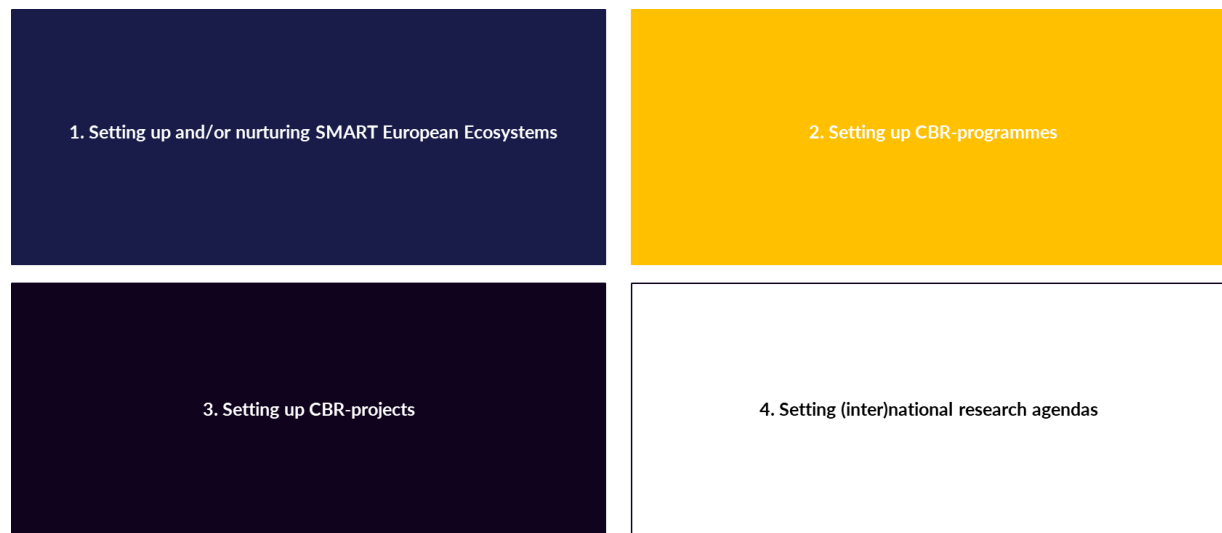 1. Setting up and/or nurturing SMART European Ecosystems
2. Setting up CBR-programmes
3. Setting up CBR-projects
4. Setting (inter)national research agendas